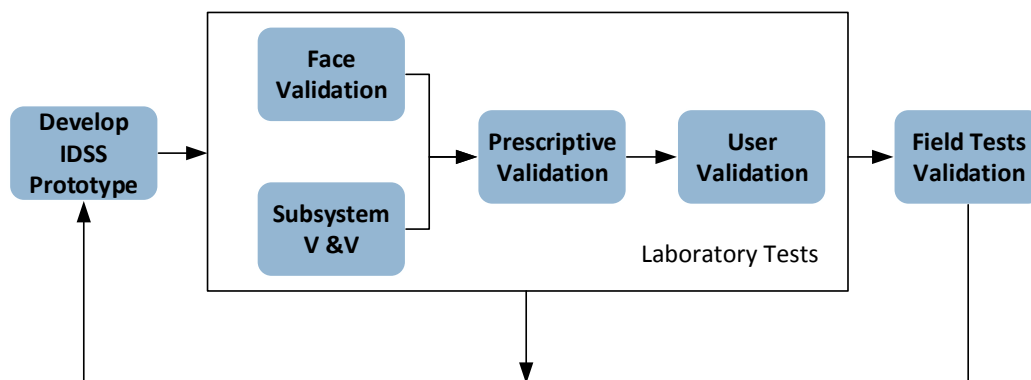 Face
Validation
Develop
IDSS
Prototype
Prescriptive
Validation
User
Validation
Field Tests
Validation
Subsystem
V &V
Laboratory Tests